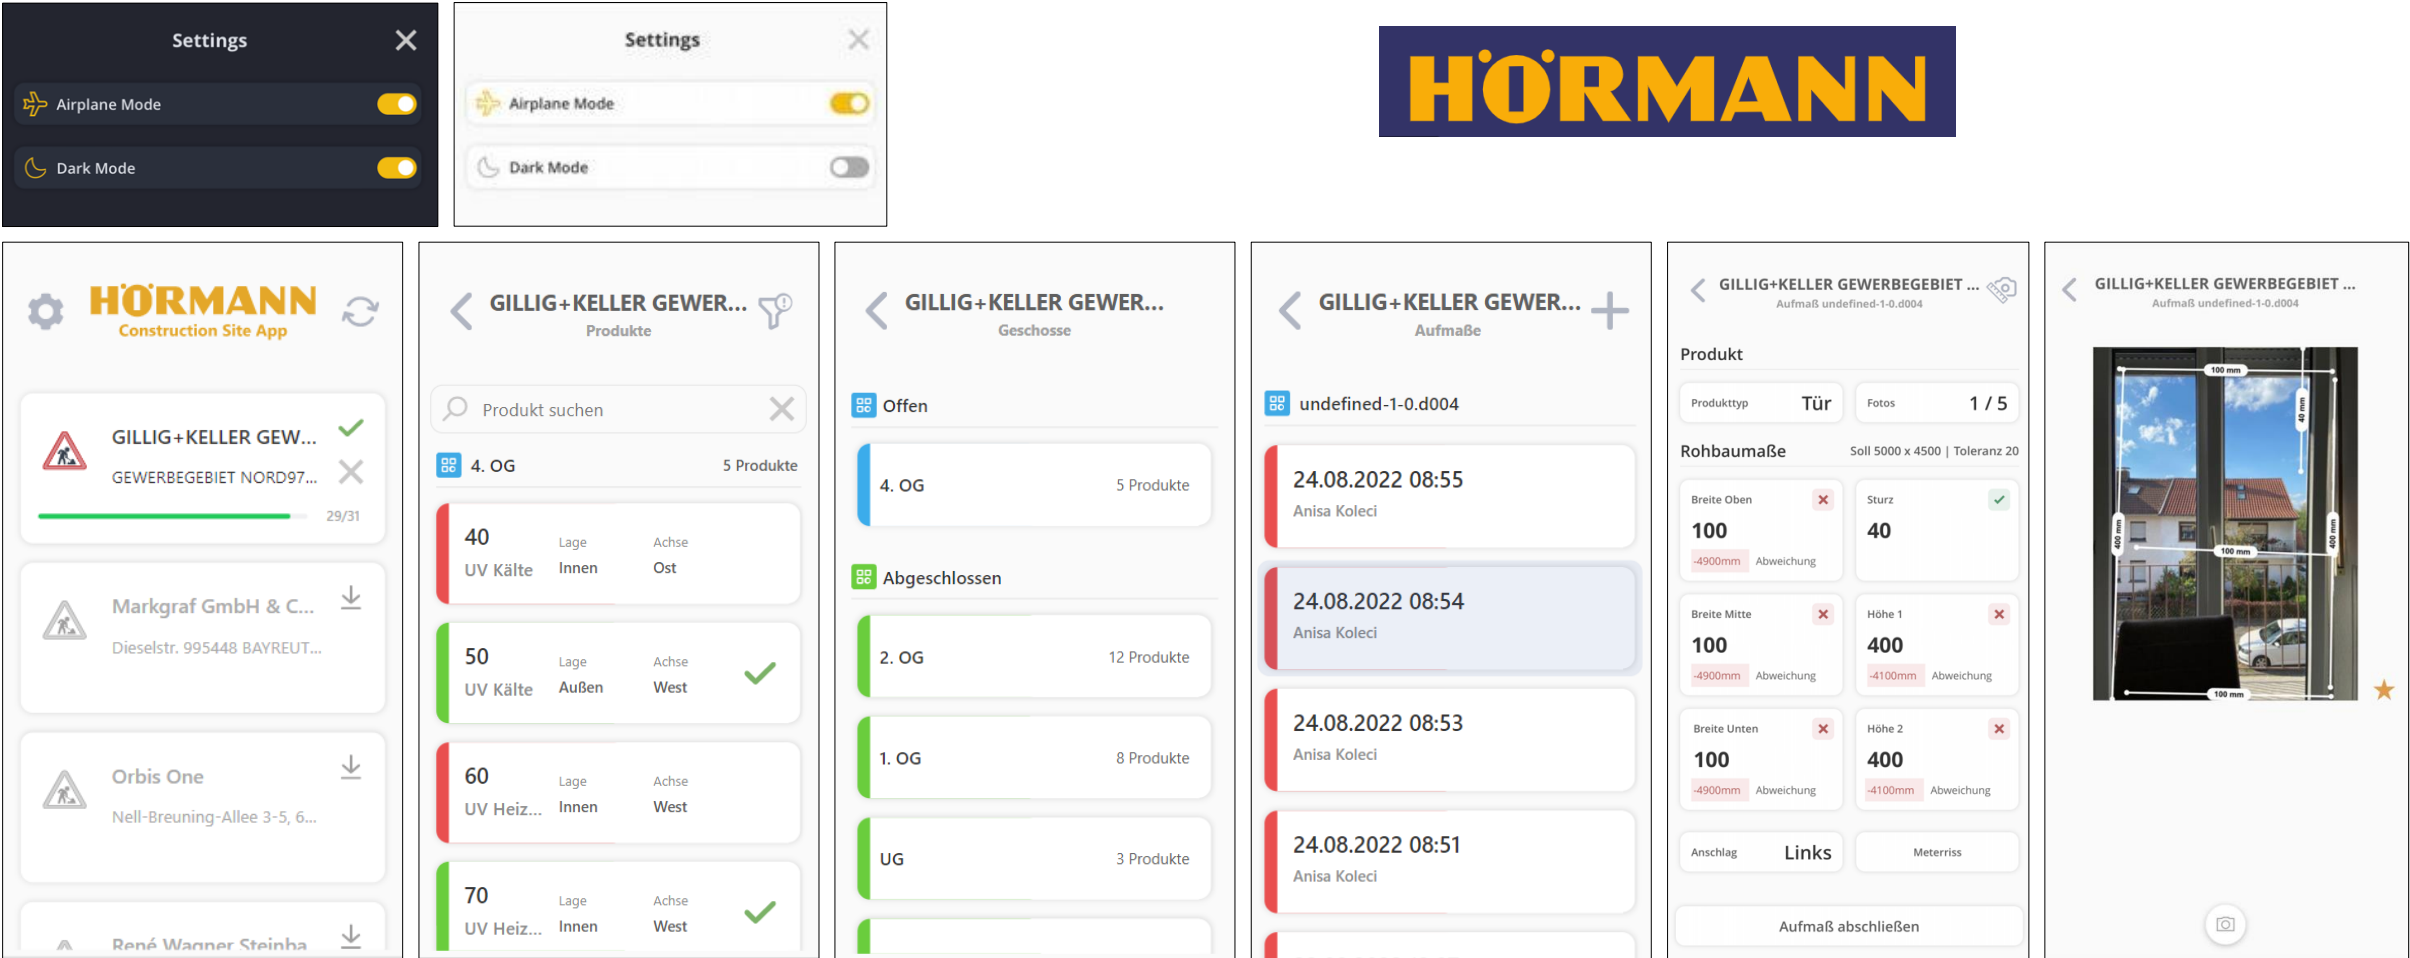 Settings
Airplane Mode
Dark Mode
Settings
Airplane Mode
Dark Mode
HÖRMANN
HÖRMANN
Construction Site App
GILLIG+KELLER GEW...
GEWERBEGEBIET NORD97...
29/31
Markgraf GmbH & C...
Dieselstr. 995448 BAYREUT...
Orbis One
Nell-Breuning-Allee 3-5, 6...
René Wagner Steinba
GILLIG+KELLER GEWER...
Produkte
Produkt suchen
4. OG 5 Produkte
40 Lage Achse
UV Kälte Innen Ost
50 Lage Achse
UV Kälte Außen West
60 Lage Achse
UV Heiz... Innen West
70 Lage Achse
UV Heiz... Innen West
GILLIG+KELLER GEWER...
Geschosse
Offen
4. OG 5 Produkte
Abgeschlossen
2. OG 12 Produkte
1. OG 8 Produkte
UG 3 Produkte
GILLIG+KELLER GEWER...
Aufmaße
undefined-1-0.d004
24.08.2022 08:55
Anisa Koleci
24.08.2022 08:54
Anisa Koleci
24.08.2022 08:53
Anisa Koleci
24.08.2022 08:51
Anisa Koleci
GILLIG+KELLER GEWERBEGEBIET ...
Aufmaß undefined-1-0.d004
Produkt
Produkttyp Tür Fotos 1 / 5
Rohbaumaße Soll 5000 x 4500 | Toleranz 20
Breite Oben Sturz
100 40
-4900mm Abweichung
Breite Mitte Höhe 1
100 400
-4900mm Abweichung -4100mm Abweichung
Breite Unten Höhe 2
100 400
-4900mm Abweichung -4100mm Abweichung
Anschlag Links Meterriss
Aufmaß abschließen
GILLIG+KELLER GEWERBEGEBIET ...
Aufmaß undefined-1-0.d004
100 mm
40 mm
400 mm
400 mm
100 mm
100 mm